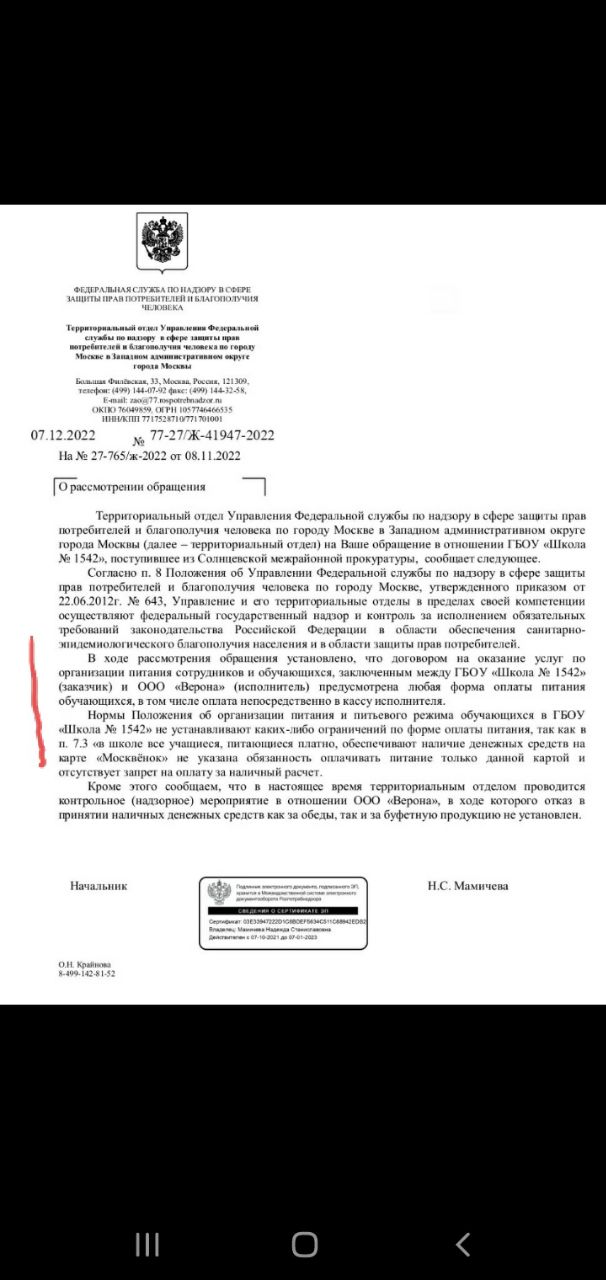 ФЕДЕРАЛЬНАЯ СЛУЖБА ПО НАДЗОРУ В СФЕРЕ
ЗАЩИТЫ ПРАВ ПОТРЕБИТЕЛЕЙ И БЛАГОПОЛУЧИЯ
ЧЕЛОВЕКА
Территориальный отдел Управления Федеральной
службы по надзору в сфере защиты прав
потребителей и благополучия человека по городу
Москве в Западном административном округе
города Москвы
Большая Филёвская, 33, Москва, Россия, 121309,
телефон: (499) 144-07-92 факс: (499) 144-32-58,
E-mail: zao@77.rospotrebnadzor.ru
ОКПО 76049859, ОГРН 1057746466535
ИНН/КПП 7717528710/771701001
07.12.2022 № 77-27/Ж-41947-2022
На № 27-765/ж-2022 от 08.11.2022
О рассмотрении обращения
Территориальный отдел Управления Федеральной службы по надзору в сфере защиты прав
потребителей и благополучия человека по городу Москве в Западном административном округе
города Москвы (далее – территориальный отдел) на Ваше обращение в отношении ГБОУ «Школа
№ 1542», поступившее из Солнцевской межрайонной прокуратуры, сообщает следующее.
Согласно п. 8 Положения об Управлении Федеральной службы по надзору в сфере защиты
прав потребителей и благополучия человека по городу Москве, утвержденного приказом от
22.06.2012г. № 643, Управление и его территориальные отделы в пределах своей компетенции
осуществляют федеральный государственный надзор и контроль за исполнением обязательных
требований законодательства Российской Федерации в области обеспечения санитарно-
эпидемиологического благополучия населения и в области защиты прав потребителей.
В ходе рассмотрения обращения установлено, что договором на оказание услуг по
организации питания сотрудников и обучающихся, заключенным между ГБОУ «Школа № 1542»
(заказчик) и ООО «Верона» (исполнитель) предусмотрена любая форма оплаты питания
обучающихся, в том числе оплата непосредственно в кассу исполнителя.
Нормы Положения об организации питания и питьевого режима обучающихся в ГБОУ
«Школа № 1542» не устанавливают каких-либо ограничений по форме оплаты питания, так как в
п. 7.3 «в школе все учащиеся, питающиеся платно, обеспечивают наличие денежных средств на
карте «Москвёнок» не указана обязанность оплачивать питание только данной картой и
отсутствует запрет на оплату за наличный расчет.
Кроме этого сообщаем, что в настоящее время территориальным отделом проводится
контрольное (надзорное) мероприятие в отношении ООО «Верона», в ходе которого отказ в
принятии наличных денежных средств как за обеды, так и за буфетную продукцию не установлен.
Начальник
Подлинник электронного документа, подписанного ЭП,
хранится в Межведомственной системе электронного
документооборота Роспотребнадзора
СВЕДЕНИЯ О СЕРТИФИКАТЕ ЭП
Сертификат:
Владелец: Мамичева Надежда Станиславовна
Действителен с 07-10-2021 до 07-01-2023
Н.С. Мамичева
О.Н. Крайнова
8-499-142-81-52